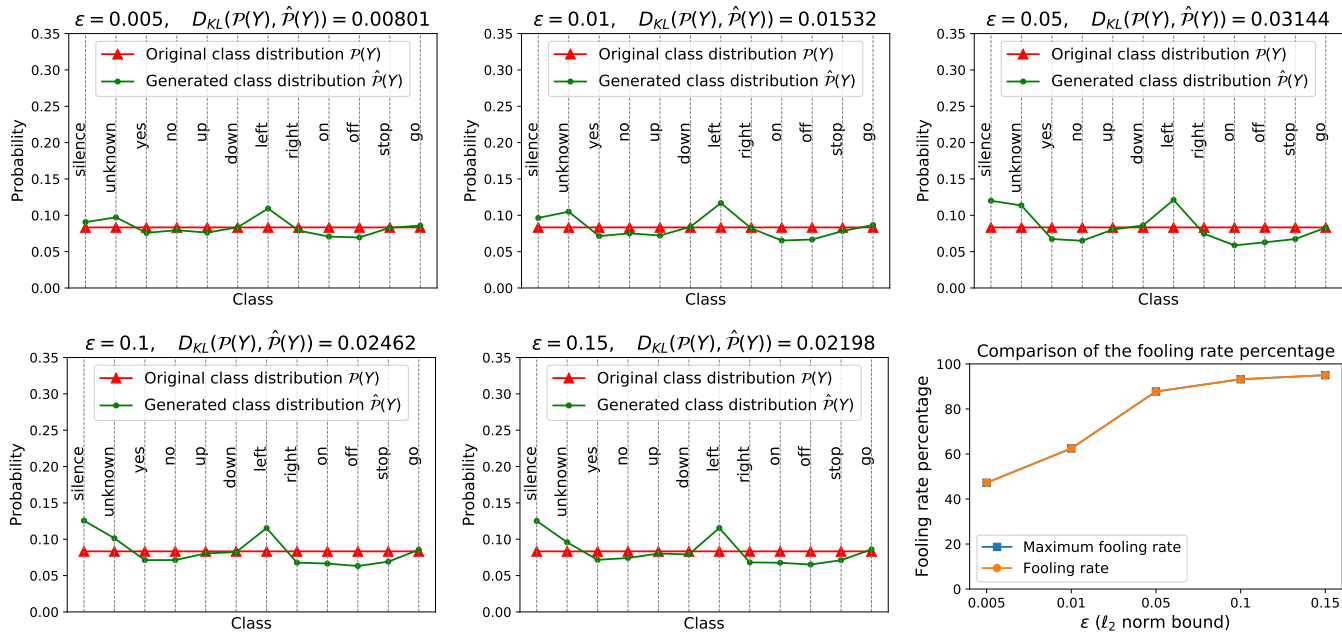 ε = 0.005, D_KL(P(Y), P̂(Y)) = 0.00801
0.35
0.30
0.25
0.20
0.15
0.10
0.05
0.00
Probability
Original class distribution P(Y)
Generated class distribution P̂(Y)
silence
unknown
yes
no
up
down
left
right
on
off
stop
go
Class
ε = 0.01, D_KL(P(Y), P̂(Y)) = 0.01532
0.35
0.30
0.25
0.20
0.15
0.10
0.05
0.00
Probability
Original class distribution P(Y)
Generated class distribution P̂(Y)
silence
unknown
yes
no
up
down
left
right
on
off
stop
go
Class
ε = 0.05, D_KL(P(Y), P̂(Y)) = 0.03144
0.35
0.30
0.25
0.20
0.15
0.10
0.05
0.00
Probability
Original class distribution P(Y)
Generated class distribution P̂(Y)
silence
unknown
yes
no
up
down
left
right
on
off
stop
go
Class
ε = 0.1, D_KL(P(Y), P̂(Y)) = 0.02462
0.35
0.30
0.25
0.20
0.15
0.10
0.05
0.00
Probability
Original class distribution P(Y)
Generated class distribution P̂(Y)
silence
unknown
yes
no
up
down
left
right
on
off
stop
go
Class
ε = 0.15, D_KL(P(Y), P̂(Y)) = 0.02198
0.35
0.30
0.25
0.20
0.15
0.10
0.05
0.00
Probability
Original class distribution P(Y)
Generated class distribution P̂(Y)
silence
unknown
yes
no
up
down
left
right
on
off
stop
go
Class
Comparison of the fooling rate percentage
100
80
60
40
20
0
Fooling rate percentage
Maximum fooling rate
Fooling rate
0.005
0.01
0.05
0.1
0.15
ε (ℓ₂ norm bound)